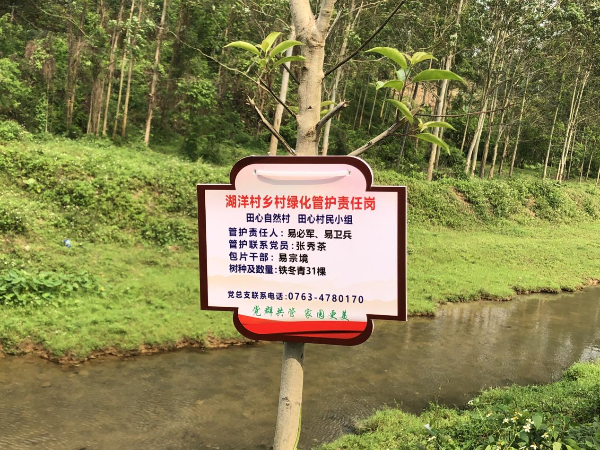 湖洋村乡村绿化管护责任岗
田心自然村 田心村民小组
管护责任人：易必军、易卫兵
管护联系党员：张秀茶
包片干部：易宗境
树种及数量：铁冬青31棵
党总支联系电话：0763-4780170
党群共管 家园更美